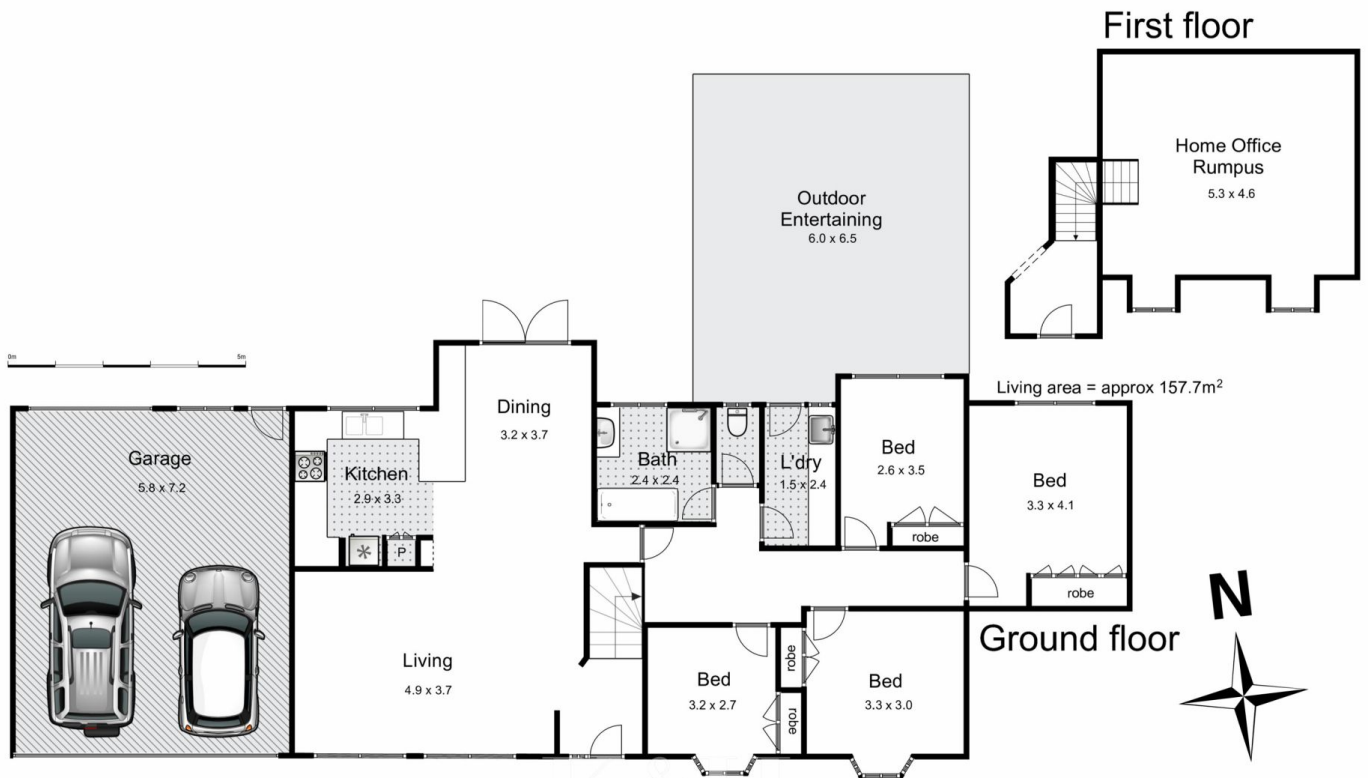 First floor
Home Office
Rumpus
5.3 x 4.6
Outdoor
Entertaining
6.0 x 6.5
0m
5m
Living area = approx 157.7m²
Dining
3.2 x 3.7
Garage
5.8 x 7.2
Kitchen
2.9 x 3.3
P
Bath
2.4 x 2.4
L'dry
1.5 x 2.4
Bed
2.6 x 3.5
robe
Bed
3.3 x 4.1
robe
N
Ground floor
Living
4.9 x 3.7
Bed
3.2 x 2.7
robe
robe
Bed
3.3 x 3.0